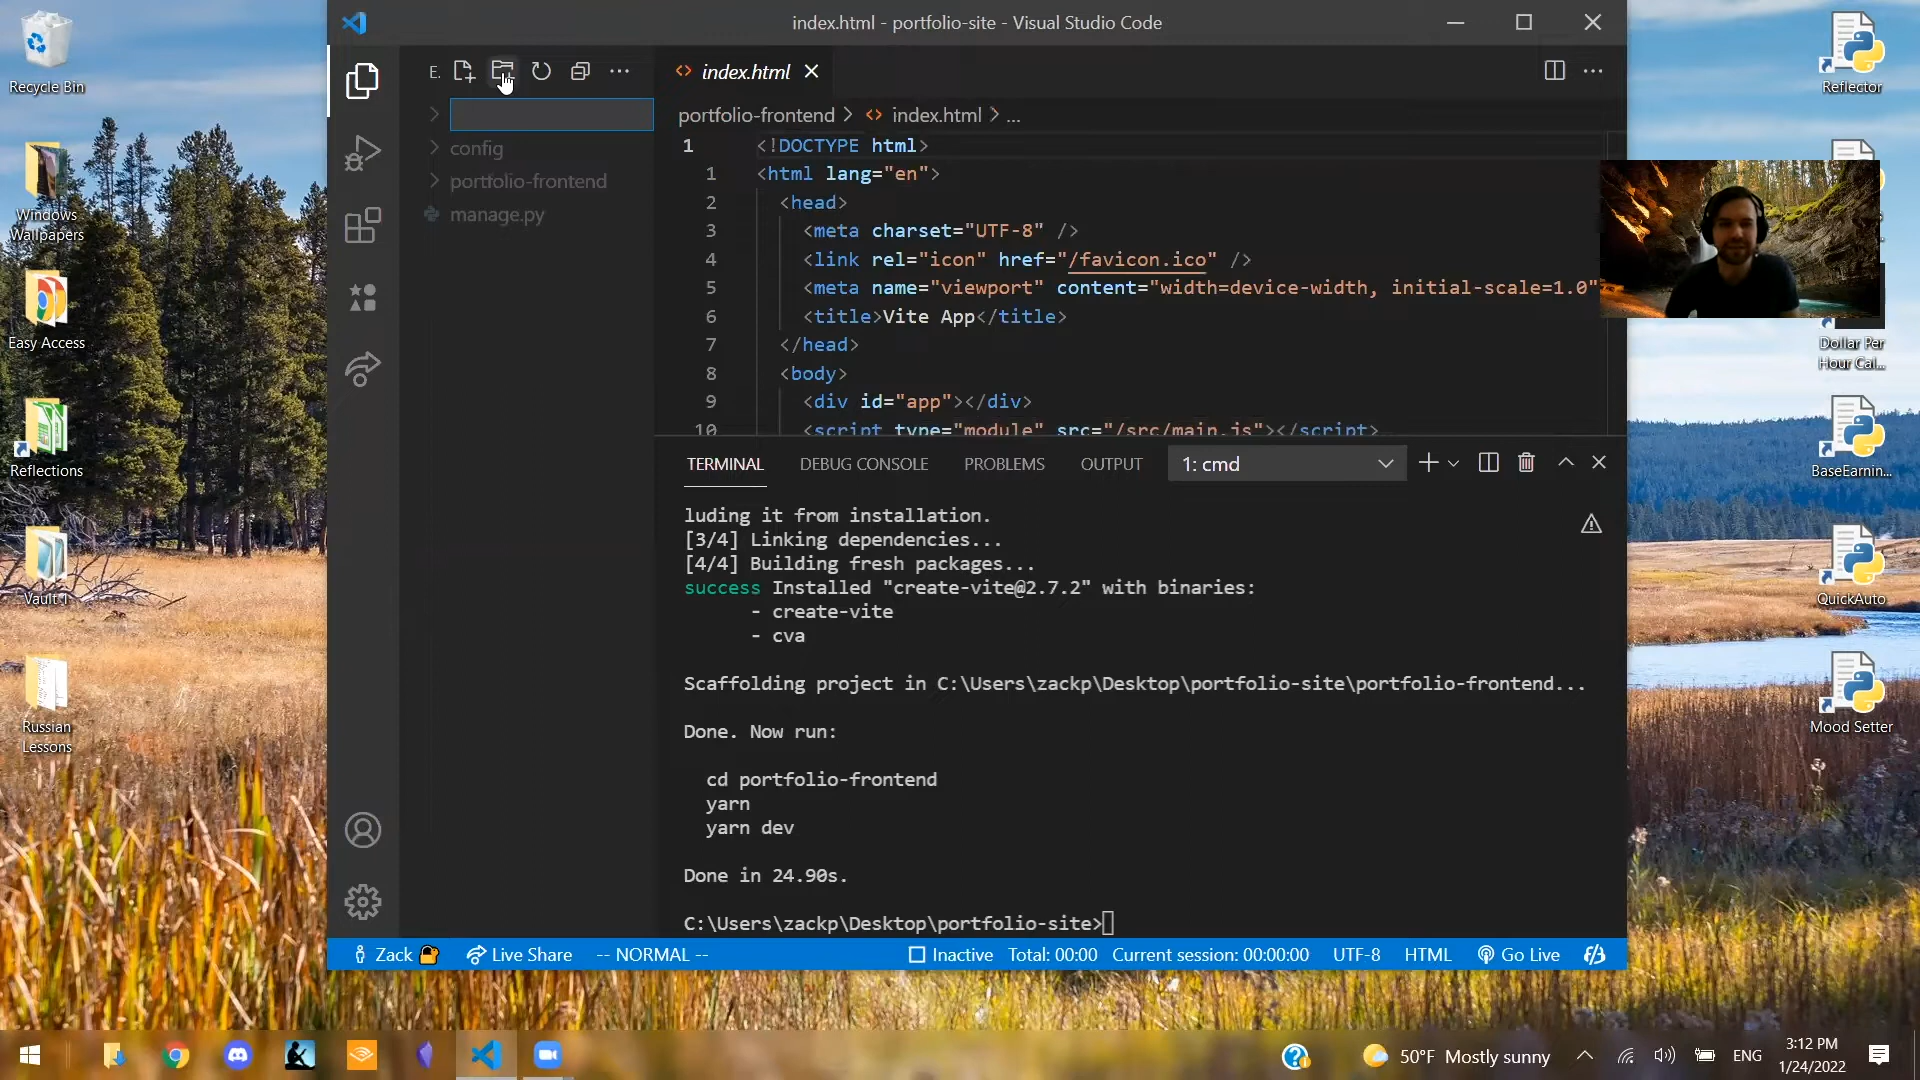 index.html - portfolio-site - Visual Studio Code
E.
index.html
config
portfolio-frontend
manage.py
portfolio-frontend > <> index.html > ...
1 <!DOCTYPE html>
1 <html lang="en">
2 <head>
3 <meta charset="UTF-8" />
4 <link rel="icon" href="/favicon.ico" />
5 <meta name="viewport" content="width=device-width, initial-scale=1.0"
6 <title>Vite App</title>
7 </head>
8 <body>
9 <div id="app"></div>
10 <script type="module" src="/src/main.js"></script>
TERMINAL DEBUG CONSOLE PROBLEMS OUTPUT 1: cmd
luding it from installation.
[3/4] Linking dependencies...
[4/4] Building fresh packages...
success Installed "create-vite@2.7.2" with binaries:
- create-vite
- cva
Scaffolding project in C:\Users\zackp\Desktop\portfolio-site\portfolio-frontend...
Done. Now run:
cd portfolio-frontend
yarn
yarn dev
Done in 24.90s.
C:\Users\zackp\Desktop\portfolio-site>
Zack Live Share -- NORMAL -- Inactive Total: 00:00 Current session: 00:00:00 UTF-8 HTML Go Live
Recycle Bin
Windows
Wallpapers
Easy Access
Reflections
Vault 1
Russian
Lessons
Reflector
Dollar Per
Hour Cal...
BaseEarnin...
QuickAuto
Mood Setter
50°F Mostly sunny
ENG
3:12 PM
1/24/2022